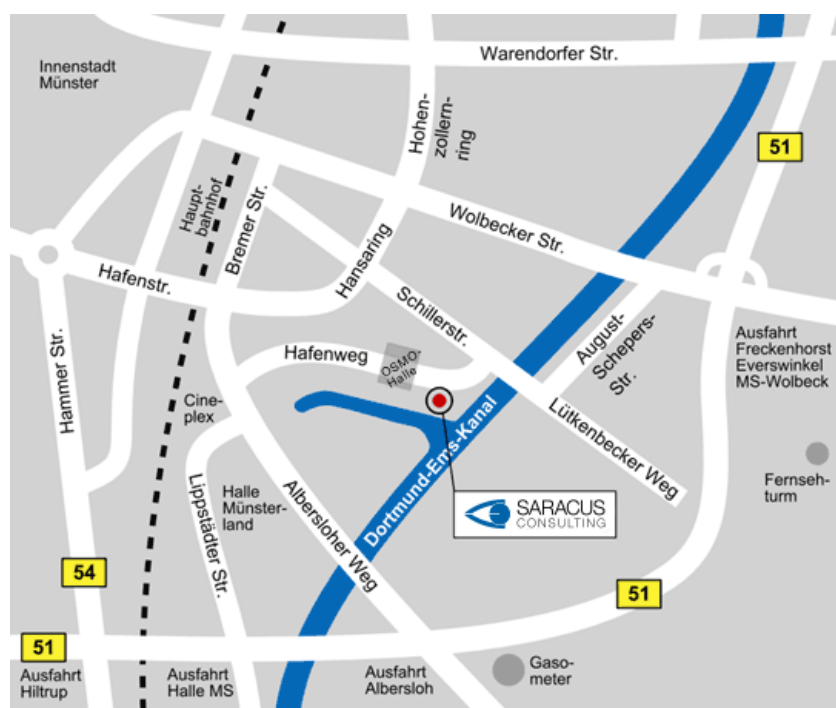 Warendorfer Str.
Innenstadt
Münster
Hohen-
zollern-
ring
51
Haupt-
bahnhof
Bremer Str.
Wolbecker Str.
Hansaring
Hafenstr.
Schillerstr.
Hammer Str.
Hafenweg
OSMO-
Halle
August-
Schepers-
Str.
Ausfahrt
Freckenhorst
Everswinkel
MS-Wolbeck
Cine-
plex
Lütkenbecker Weg
Dortmund-Ems-Kanal
Fernseh-
turm
Lippstädter Str.
Halle
Münster-
land
Albersloher Weg
SARACUS
CONSULTING
54
51
51
Ausfahrt
Hiltrup
Ausfahrt
Halle MS
Ausfahrt
Albersloh
Gaso-
meter